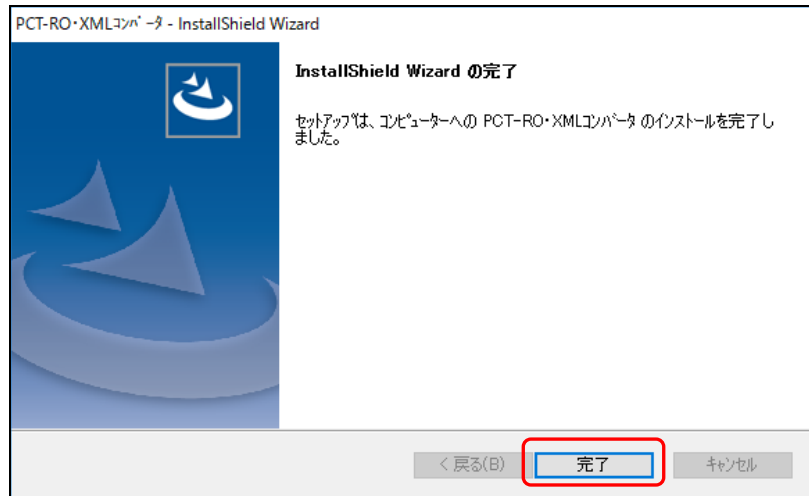 PCT-RO・XMLｺﾝﾊﾞｰﾀ - InstallShield Wizard
InstallShield Wizard の完了
セットアップは、コンピューターへの PCT-RO・XMLコンバータ のインストールを完了し
ました。
< 戻る(B)
完了
キャンセル